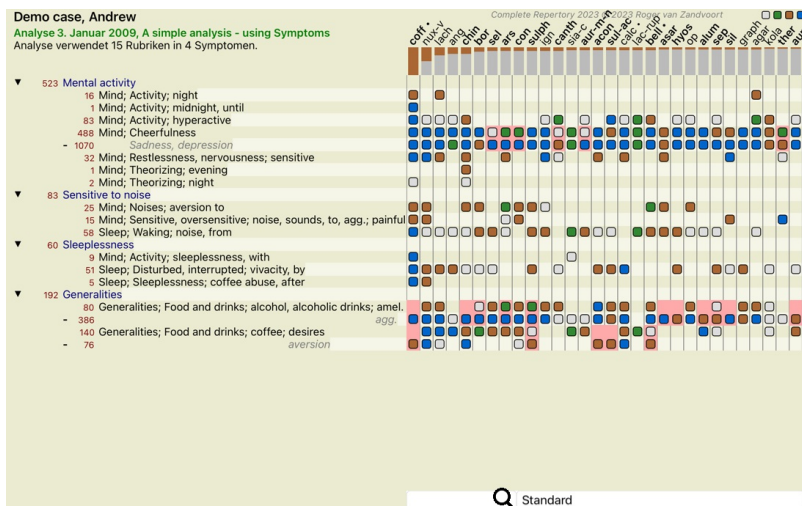 Demo case, Andrew
Complete Repertory 2023 © 2023 Roger van Zandvoort
Analyse 3. Januar 2009, A simple analysis - using Symptoms
Analyse verwendet 15 Rubriken in 4 Symptomen.
coff • nux-v lach ang chin bor sel ars con sulph ign canth sia-c aur-m-n acon sul-ac calc • lac-rup bell • asar hyos op alum sep sil graph agar kola ther
▼ 523 Mental activity
16 Mind; Activity; night
1 Mind; Activity; midnight, until
83 Mind; Activity; hyperactive
488 Mind; Cheerfulness
- 1070 Sadness, depression
32 Mind; Restlessness, nervousness; sensitive
1 Mind; Theorizing; evening
2 Mind; Theorizing; night
▼ 83 Sensitive to noise
25 Mind; Noises; aversion to
15 Mind; Sensitive, oversensitive; noise, sounds, to, agg.; painful
58 Sleep; Waking; noise, from
▼ 60 Sleeplessness
9 Mind; Activity; sleeplessness, with
51 Sleep; Disturbed, interrupted; vivacity, by
5 Sleep; Sleeplessness; coffee abuse, after
▼ 192 Generalities
80 Generalities; Food and drinks; alcohol, alcoholic drinks; amel.
- 386 agg.
140 Generalities; Food and drinks; coffee; desires
- 76 aversion
Standard